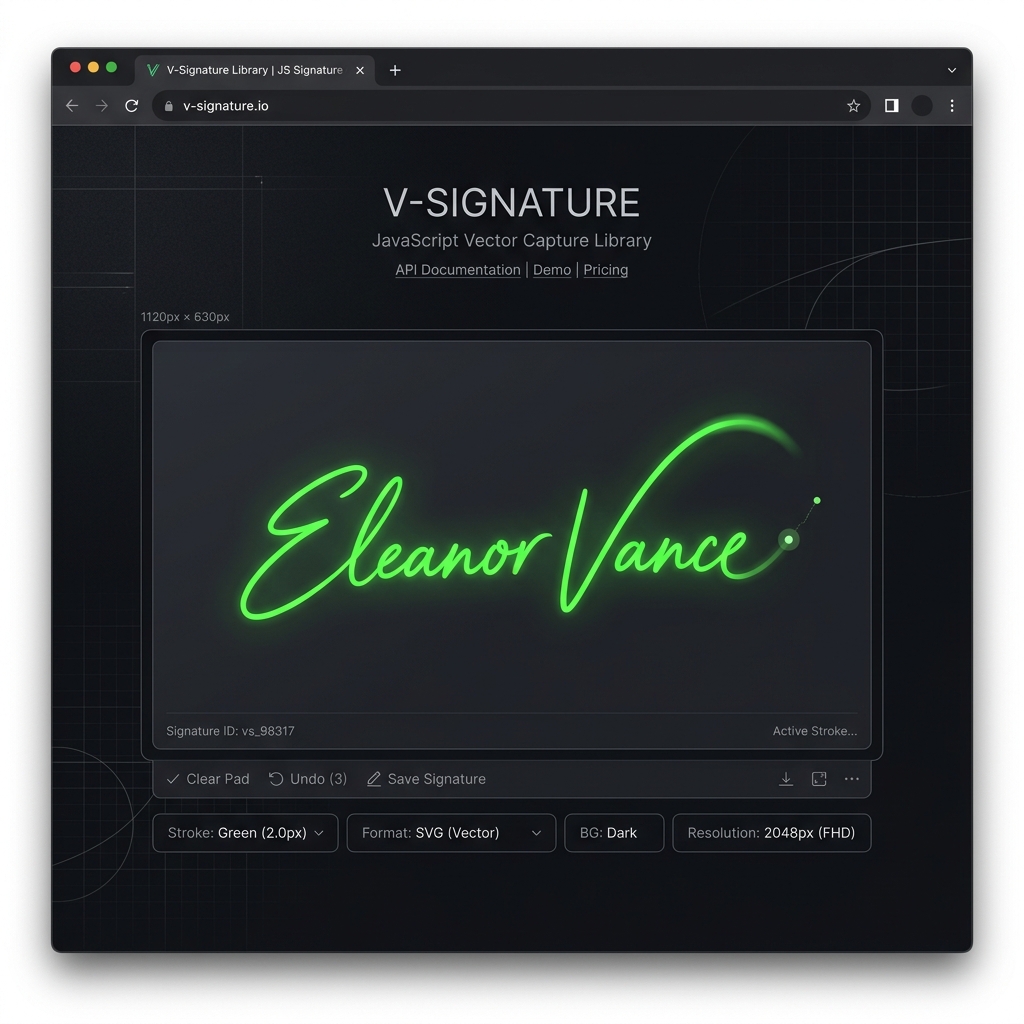 V-Signature Library | JS Signature
v-signature.io
V-SIGNATURE
JavaScript Vector Capture Library
API Documentation | Demo | Pricing
1120px × 630px
Eleanor Vance
Signature ID: vs_98317 Active Stroke...
Clear Pad Undo (3) Save Signature
Stroke: Green (2.0px) Format: SVG (Vector) BG: Dark Resolution: 2048px (FHD)